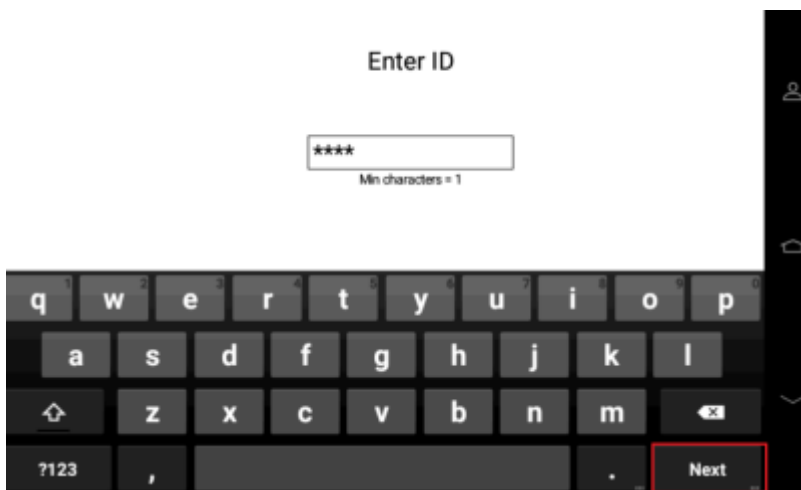 Enter ID
****
Min characters = 1
1 2 3 4 5 6 7 8 9 0
q w e r t y u i o p
a s d f g h j k l
z x c v b n m
?123 , . Next